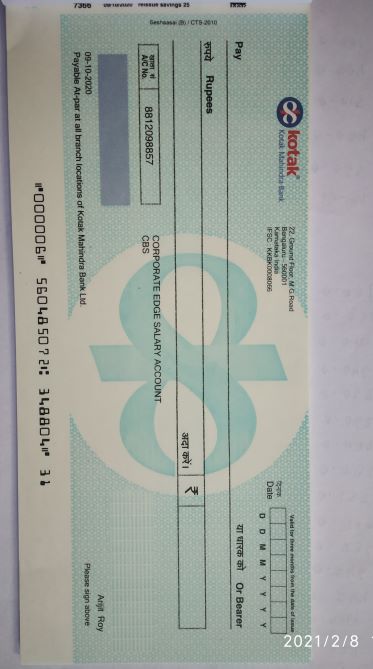 2021/2/8
kotak
Kotak Mahindra Bank
22, Ground Floor, M.G.Road
Bengaluru - 560001
Karnataka India
IFSC : KKBK0008066
Valid for three months from the date of issue
दिनांक
Date
D D M M Y Y Y Y
Pay
या धारक को Or Bearer
रुपये Rupees
अदा करें। ₹
खाता सं.
A/C No. 8812098857
CORPORATE EDGE SALARY ACCOUNT
CBS
09-10-2020
Payable At-par at all branch locations of Kotak Mahindra Bank Ltd.
Arijit Roy
Please sign above
⑈000006⑈ 560485072⑆ 348804⑈ 31